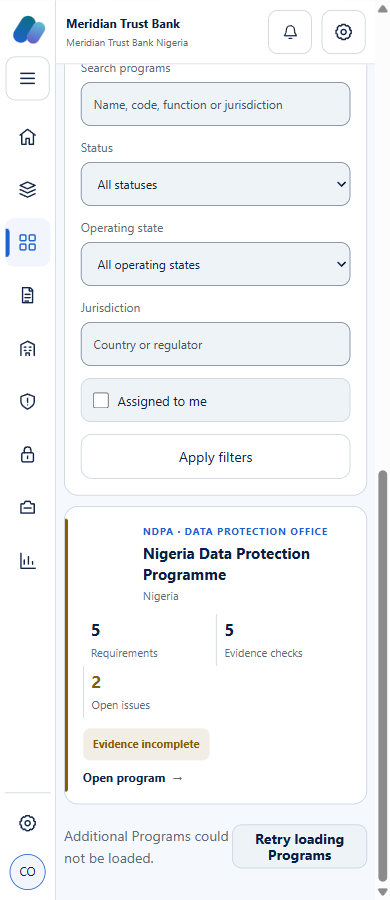 Meridian Trust Bank
Meridian Trust Bank Nigeria
Search programs
Name, code, function or jurisdiction
Status
All statuses
Operating state
All operating states
Jurisdiction
Country or regulator
Assigned to me
Apply filters
NDPA · DATA PROTECTION OFFICE
Nigeria Data Protection
Programme
Nigeria
5
Requirements
5
Evidence checks
2
Open issues
Evidence incomplete
Open program →
Additional Programs could
not be loaded.
Retry loading
Programs
CO